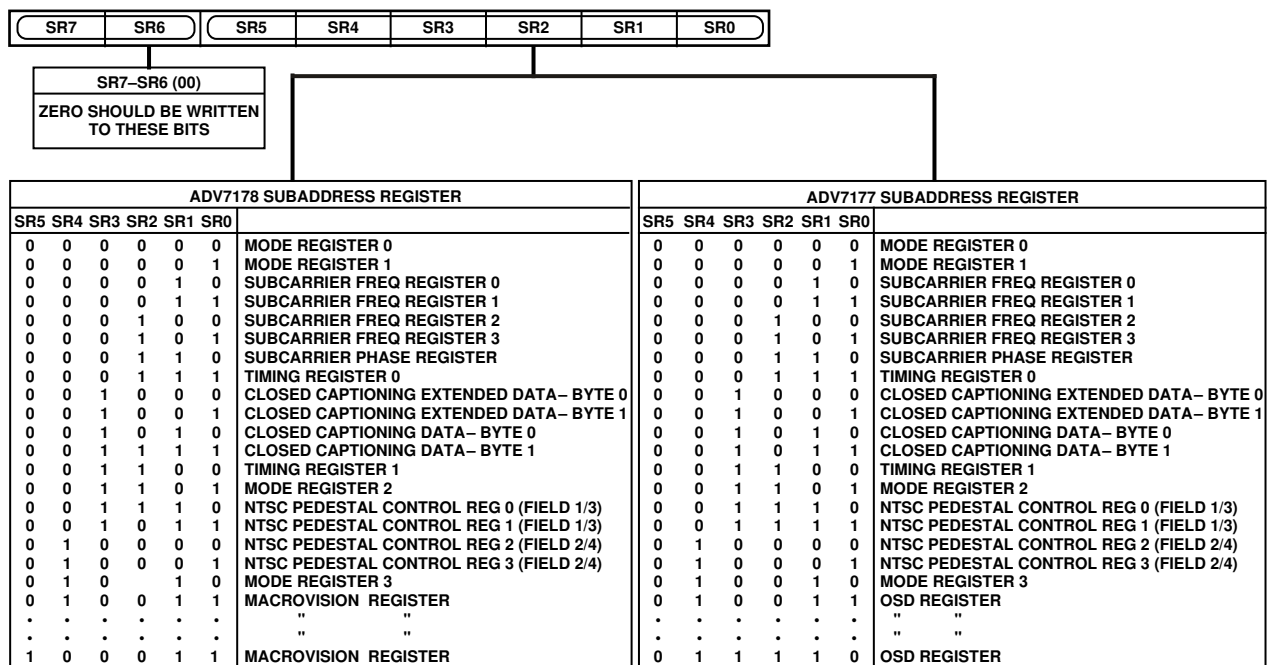 SR7 SR6 SR5 SR4 SR3 SR2 SR1 SR0
SR7–SR6 (00)
ZERO SHOULD BE WRITTEN
TO THESE BITS
ADV7178 SUBADDRESS REGISTER
SR5 SR4 SR3 SR2 SR1 SR0
0 0 0 0 0 0 MODE REGISTER 0
0 0 0 0 0 1 MODE REGISTER 1
0 0 0 0 1 0 SUBCARRIER FREQ REGISTER 0
0 0 0 0 1 1 SUBCARRIER FREQ REGISTER 1
0 0 0 1 0 0 SUBCARRIER FREQ REGISTER 2
0 0 0 1 0 1 SUBCARRIER FREQ REGISTER 3
0 0 0 1 1 0 SUBCARRIER PHASE REGISTER
0 0 0 1 1 1 TIMING REGISTER 0
0 0 1 0 0 0 CLOSED CAPTIONING EXTENDED DATA– BYTE 0
0 0 1 0 0 1 CLOSED CAPTIONING EXTENDED DATA– BYTE 1
0 0 1 0 1 0 CLOSED CAPTIONING DATA– BYTE 0
0 0 1 1 1 1 CLOSED CAPTIONING DATA– BYTE 1
0 0 1 1 0 0 TIMING REGISTER 1
0 0 1 1 0 1 MODE REGISTER 2
0 0 1 1 1 0 NTSC PEDESTAL CONTROL REG 0 (FIELD 1/3)
0 0 1 0 1 1 NTSC PEDESTAL CONTROL REG 1 (FIELD 1/3)
0 1 0 0 0 0 NTSC PEDESTAL CONTROL REG 2 (FIELD 2/4)
0 1 0 0 0 1 NTSC PEDESTAL CONTROL REG 3 (FIELD 2/4)
0 1 0 1 0 MODE REGISTER 3
0 1 0 0 1 1 MACROVISION REGISTER
• • • • • • " "
• • • • • • " "
1 0 0 0 1 1 MACROVISION REGISTER
ADV7177 SUBADDRESS REGISTER
SR5 SR4 SR3 SR2 SR1 SR0
0 0 0 0 0 0 MODE REGISTER 0
0 0 0 0 0 1 MODE REGISTER 1
0 0 0 0 1 0 SUBCARRIER FREQ REGISTER 0
0 0 0 0 1 1 SUBCARRIER FREQ REGISTER 1
0 0 0 1 0 0 SUBCARRIER FREQ REGISTER 2
0 0 0 1 0 1 SUBCARRIER FREQ REGISTER 3
0 0 0 1 1 0 SUBCARRIER PHASE REGISTER
0 0 0 1 1 1 TIMING REGISTER 0
0 0 1 0 0 0 CLOSED CAPTIONING EXTENDED DATA– BYTE 0
0 0 1 0 0 1 CLOSED CAPTIONING EXTENDED DATA– BYTE 1
0 0 1 0 1 0 CLOSED CAPTIONING DATA– BYTE 0
0 0 1 0 1 1 CLOSED CAPTIONING DATA– BYTE 1
0 0 1 1 0 0 TIMING REGISTER 1
0 0 1 1 0 1 MODE REGISTER 2
0 0 1 1 1 0 NTSC PEDESTAL CONTROL REG 0 (FIELD 1/3)
0 0 1 1 1 1 NTSC PEDESTAL CONTROL REG 1 (FIELD 1/3)
0 1 0 0 0 0 NTSC PEDESTAL CONTROL REG 2 (FIELD 2/4)
0 1 0 0 0 1 NTSC PEDESTAL CONTROL REG 3 (FIELD 2/4)
0 1 0 0 1 0 MODE REGISTER 3
0 1 0 0 1 1 OSD REGISTER
• • • • • • " "
• • • • • • " "
0 1 1 1 1 0 OSD REGISTER